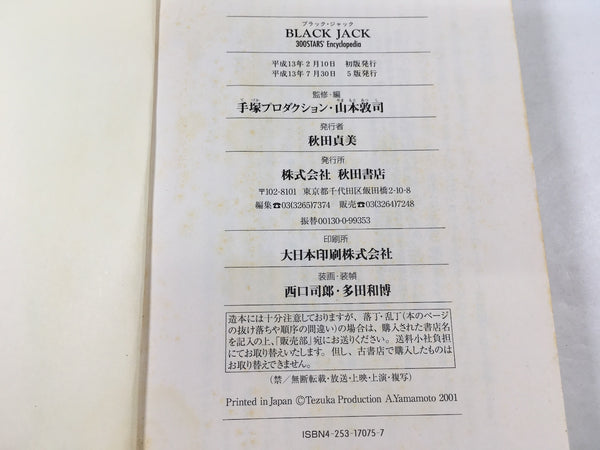 ブラック・ジャック
BLACK JACK
300STARS' Encyclopedia
平成13年2月10日 初版発行
平成13年7月30日 5版発行
監修・編
手塚プロダクション・山本敦司
発行者
秋田貞美
発行所
株式会社 秋田書店
〒102-8101 東京都千代田区飯田橋2-10-8
編集☎03(3265)7374 販売☎03(3264)7248
振替00130-0-99353
印刷所
大日本印刷株式会社
装画・装幀
西口司郎・多田和博
造本には十分注意しておりますが、落丁・乱丁(本のページ
の抜け落ちや順序の間違い)の場合は、購入された書店名
を記入の上、「販売部」宛にお送りください。送料小社負担
にてお取替えいたします。但し、古書店で購入したものは
お取替えできません。
(禁/無断転載・放送・上映・上演・複写)
Printed in Japan ©Tezuka Production A.Yamamoto 2001
ISBN4-253-17075-7